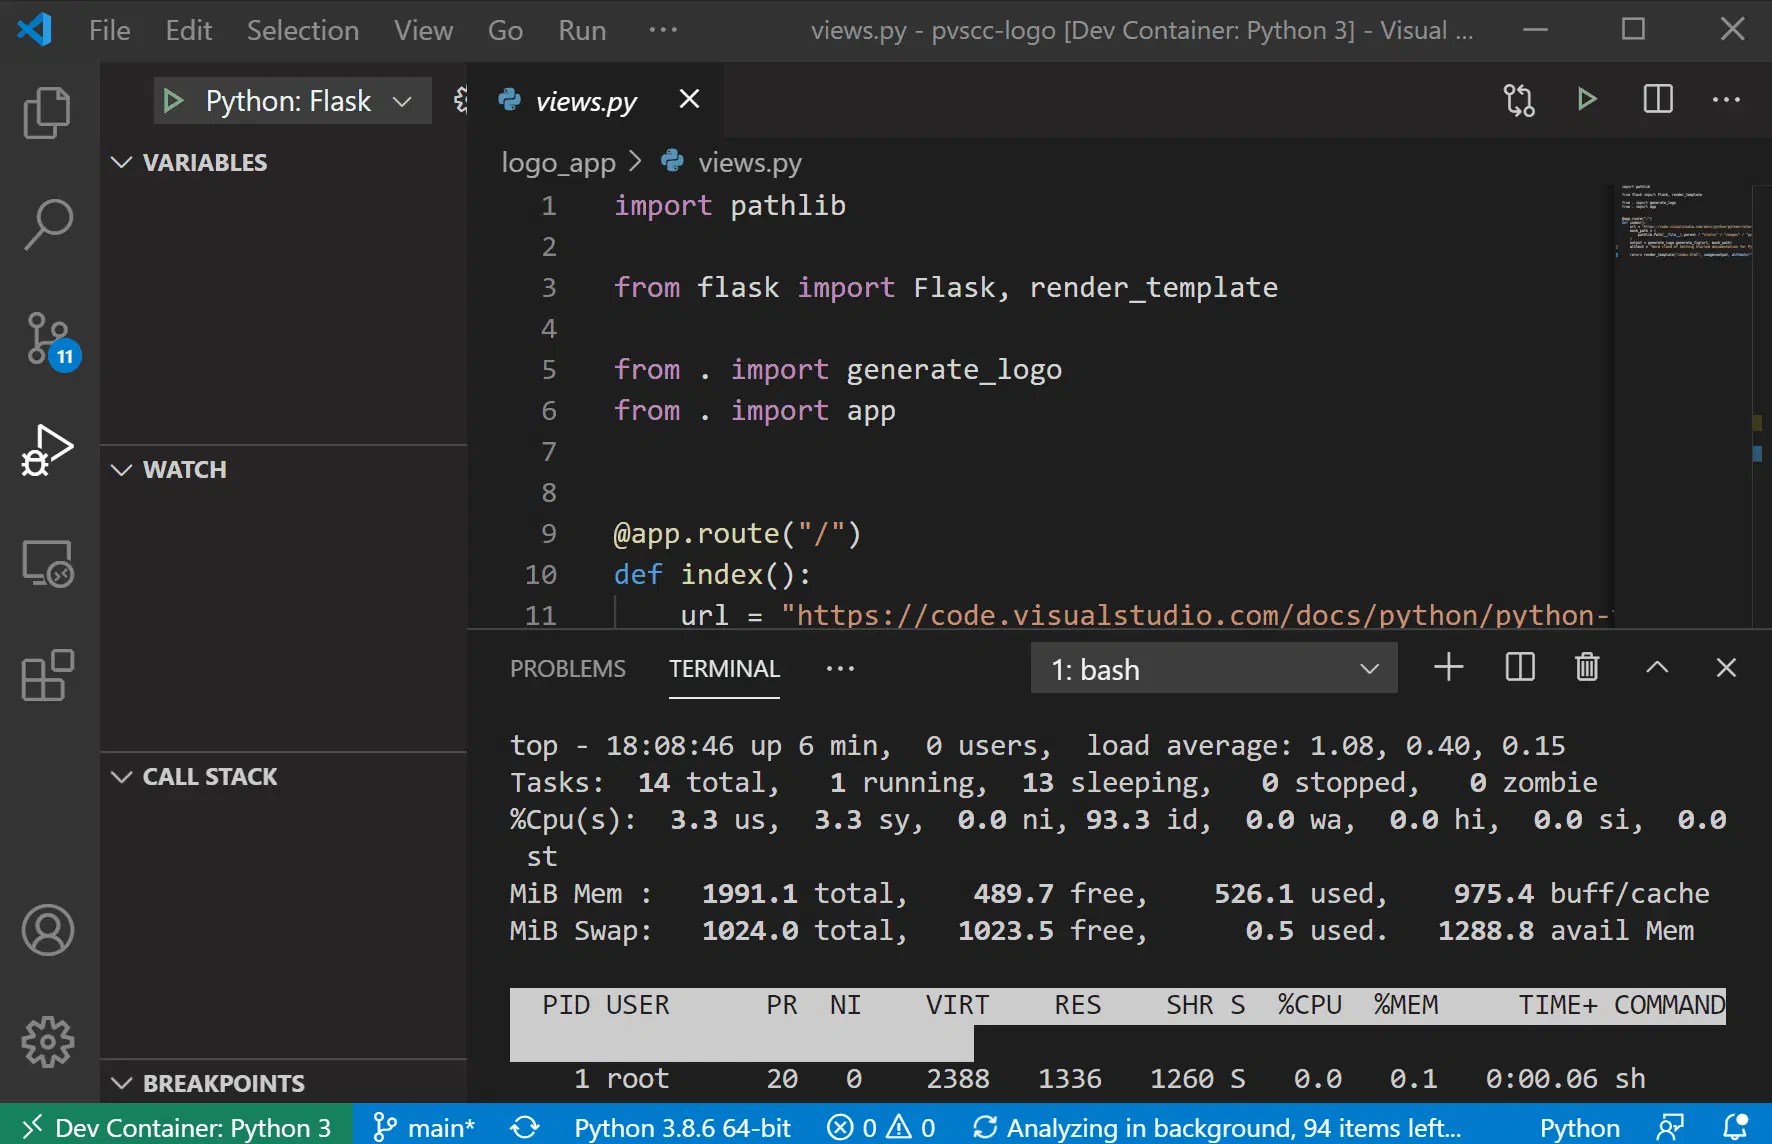 File Edit Selection View Go Run ··· views.py - pvscc-logo [Dev Container: Python 3] - Visual ...
Python: Flask
views.py
VARIABLES
WATCH
CALL STACK
BREAKPOINTS
11
logo_app > views.py
1 import pathlib
2
3 from flask import Flask, render_template
4
5 from . import generate_logo
6 from . import app
7
8
9 @app.route("/")
10 def index():
11 url = "https://code.visualstudio.com/docs/python/python-
PROBLEMS TERMINAL ··· 1: bash
top - 18:08:46 up 6 min, 0 users, load average: 1.08, 0.40, 0.15
Tasks: 14 total, 1 running, 13 sleeping, 0 stopped, 0 zombie
%Cpu(s): 3.3 us, 3.3 sy, 0.0 ni, 93.3 id, 0.0 wa, 0.0 hi, 0.0 si, 0.0
st
MiB Mem : 1991.1 total, 489.7 free, 526.1 used, 975.4 buff/cache
MiB Swap: 1024.0 total, 1023.5 free, 0.5 used. 1288.8 avail Mem
PID USER PR NI VIRT RES SHR S %CPU %MEM TIME+ COMMAND
1 root 20 0 2388 1336 1260 S 0.0 0.1 0:00.06 sh
Dev Container: Python 3 main* Python 3.8.6 64-bit 0 0 Analyzing in background, 94 items left... Python